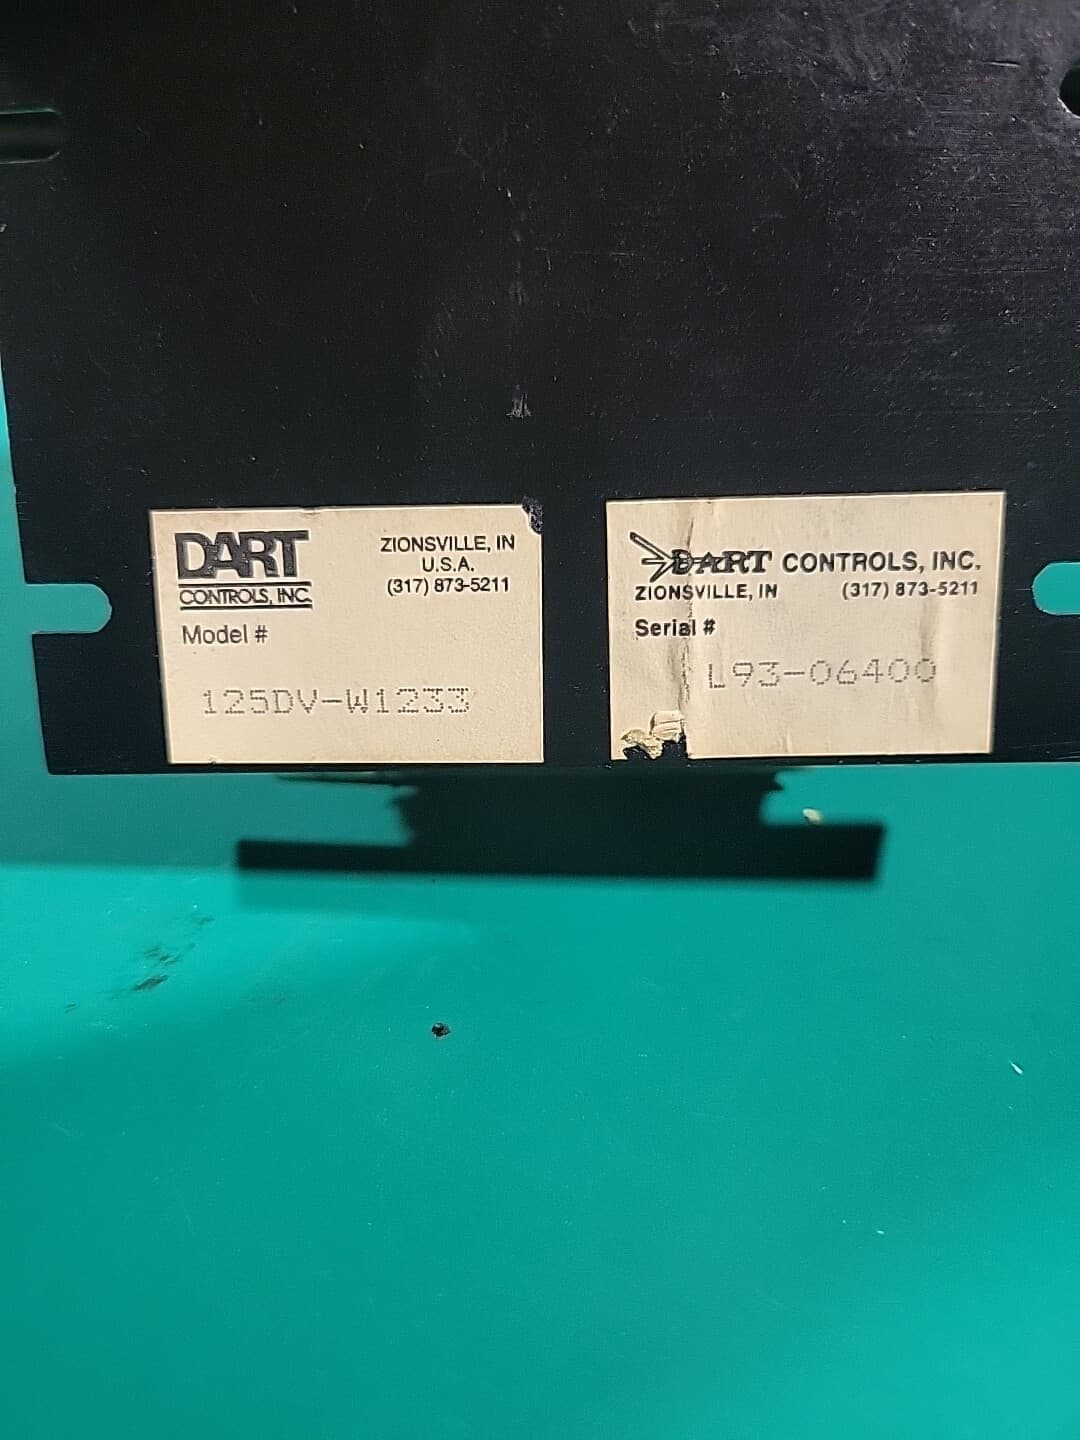 DART
CONTROLS, INC.
ZIONSVILLE, IN
U.S.A.
(317) 873-5211
Model #
125DV-W1233
DART CONTROLS, INC.
ZIONSVILLE, IN (317) 873-5211
Serial #
L93-06400